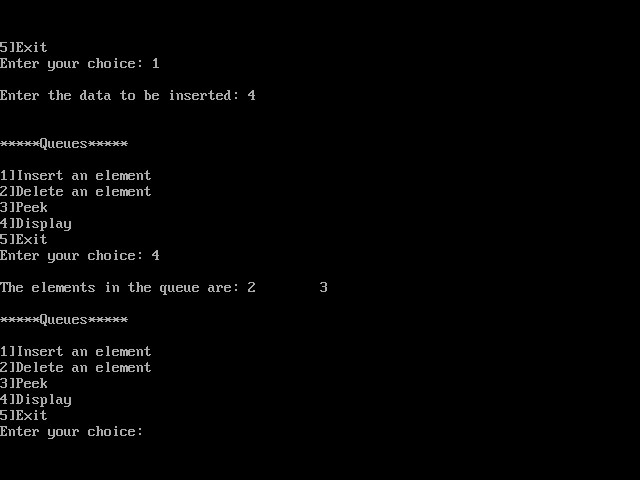 5]Exit
Enter your choice: 1
Enter the data to be inserted: 4
*****Queues*****
1]Insert an element
2]Delete an element
3]Peek
4]Display
5]Exit
Enter your choice: 4
The elements in the queue are: 2        3
*****Queues*****
1]Insert an element
2]Delete an element
3]Peek
4]Display
5]Exit
Enter your choice: